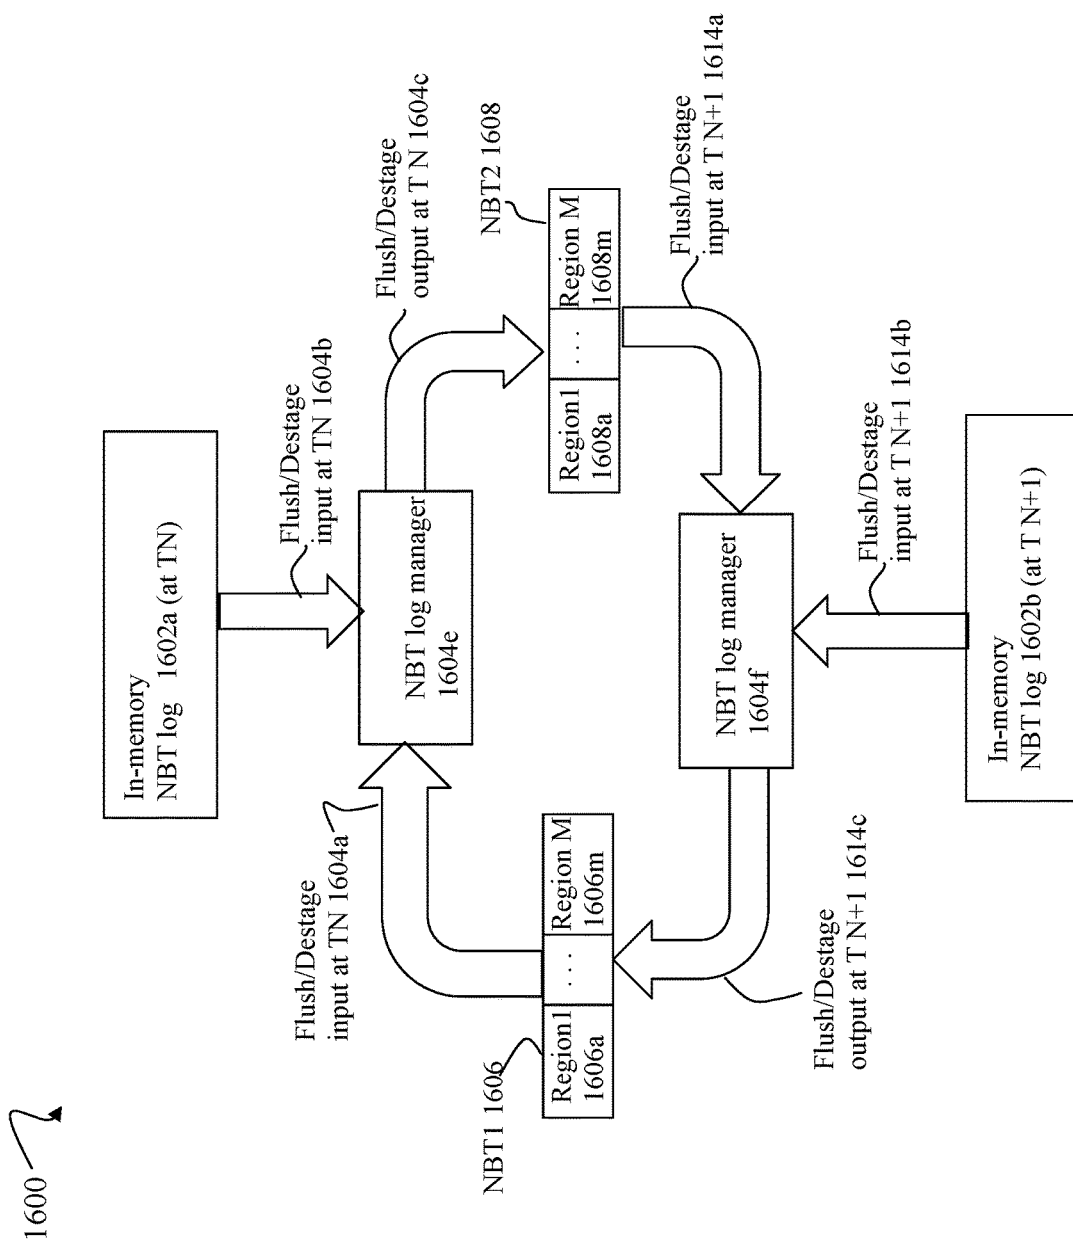 1600
In-memory
NBT log 1602a (at TN)
Flush/Destage
input at TN 1604b
Flush/Destage
input at TN 1604a
NBT log manager
1604e
Flush/Destage
output at T N 1604c
NBT1 1606
Region1
1606a
. . .
Region M
1606m
NBT2 1608
Region1
1608a
. . .
Region M
1608m
Flush/Destage
input at T N+1 1614a
NBT log manager
1604f
Flush/Destage
output at T N+1 1614c
Flush/Destage
input at T N+1 1614b
In-memory
NBT log 1602b (at T N+1)